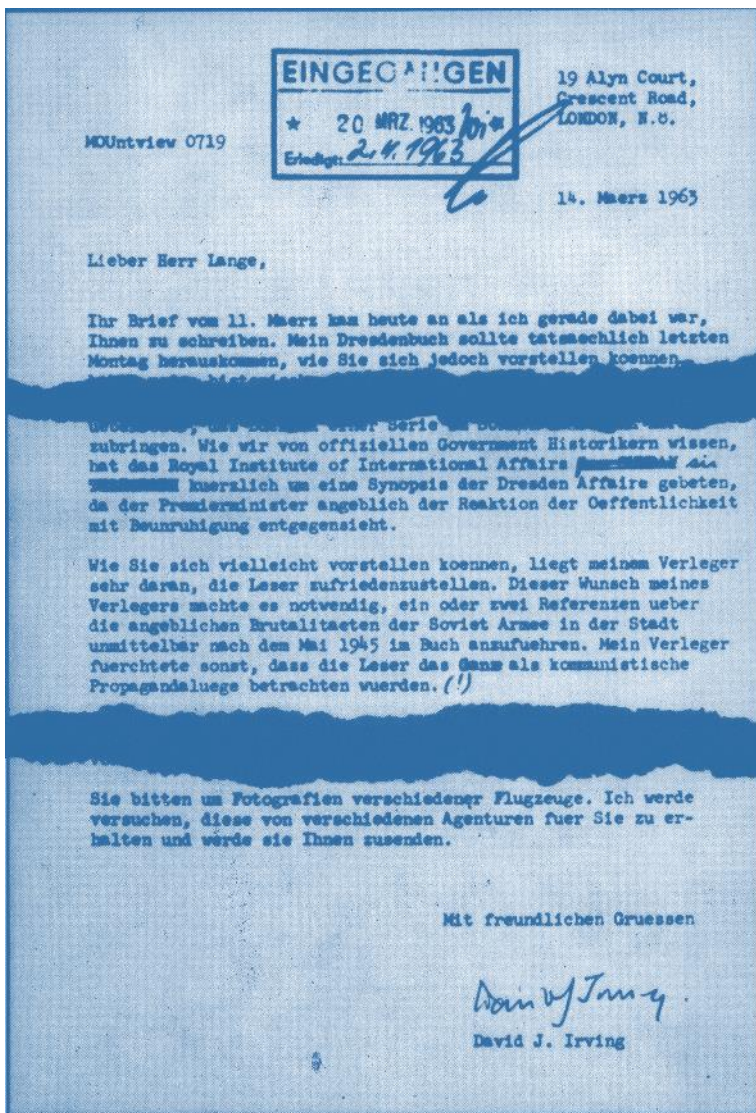 EINGEGANGEN
20 MRZ. 1963
Erledigt: 2.4.1963
19 Alyn Court,
Crescent Road,
LONDON, N.8.
MOUntview 0719
14. Maerz 1963
Lieber Herr Lange,
Ihr Brief vom 11. Maerz kam heute an als ich gerade dabei war,
Ihnen zu schreiben. Mein Dresdenbuch sollte tatsaechlich letzten
Montag herauskommen, wie Sie sich jedoch vorstellen koennen
einer Serie
zubringen. Wie wir von offiziellen Government Historikern wissen,
hat das Royal Institute of International Affairs
kuerzlich um eine Synopsis der Dresden Affaire gebeten,
da der Premierminister angeblich der Reaktion der Oeffentlichkeit
mit Beunruhigung entgegensieht.
Wie Sie sich vielleicht vorstellen koennen, liegt meinem Verleger
sehr daran, die Leser zufriedenzustellen. Dieser Wunsch meines
Verlegers machte es notwendig, ein oder zwei Referenzen ueber
die angeblichen Brutalitaeten der Soviet Armee in der Stadt
unmittelbar nach dem Mai 1945 im Buch anzufuehren. Mein Verleger
fuerchtete sonst, dass die Leser das Ganze als kommunistische
Propagandaluege betrachten wuerden. (!)
Sie bitten um Fotografien verschiedener Flugzeuge. Ich werde
versuchen, diese von verschiedenen Agenturen fuer Sie zu er-
halten und werde sie Ihnen zusenden.
Mit freundlichen Gruessen
David J. Irving
David J. Irving